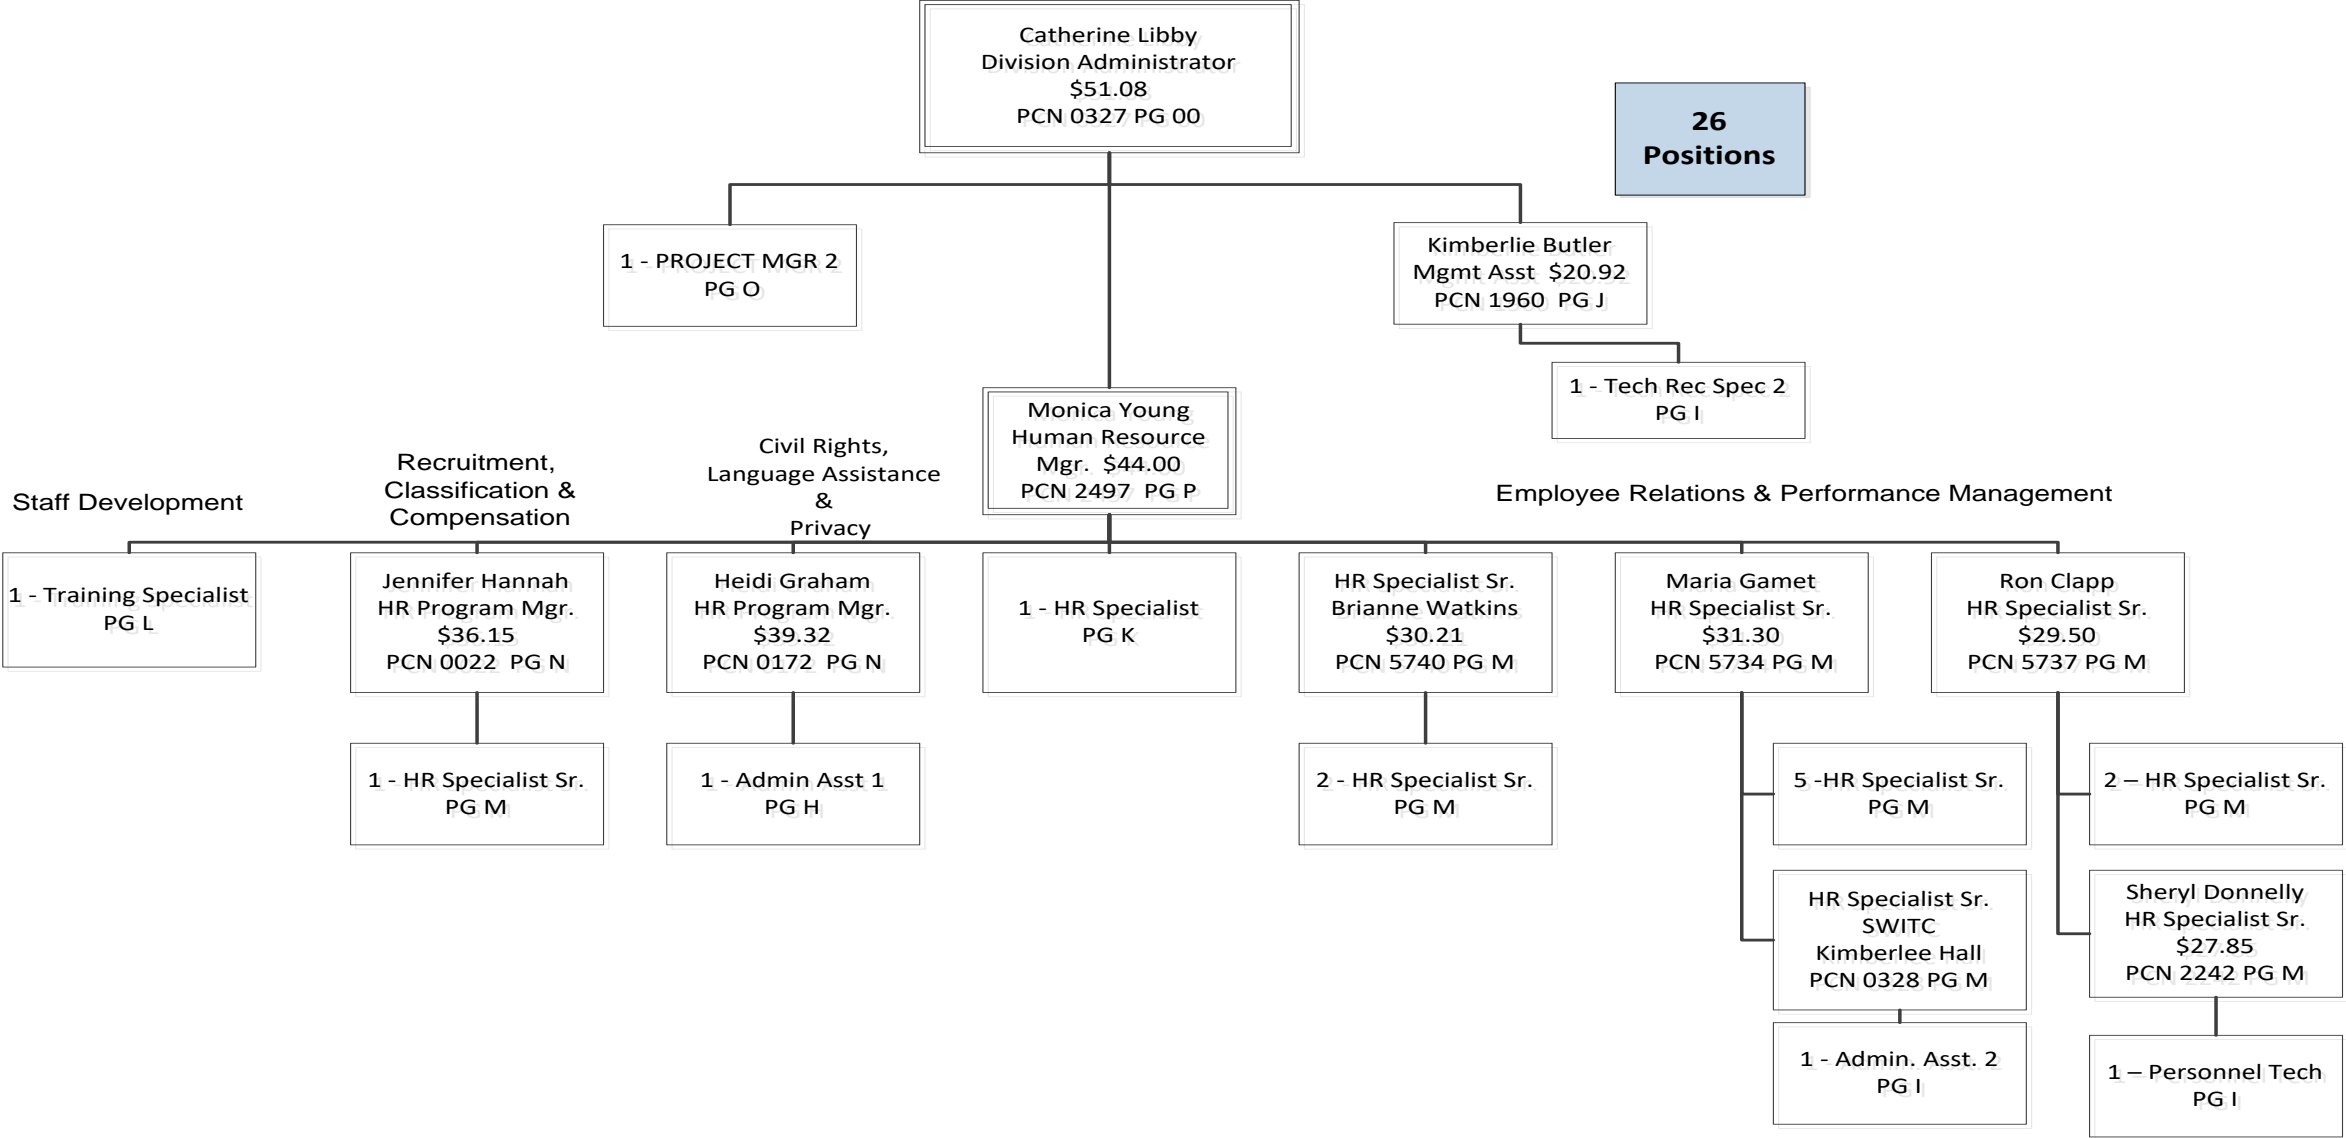 Catherine Libby
Division Administrator
$51.08
PCN 0327 PG 00
26
Positions
1 - PROJECT MGR 2
PG O
Kimberlie Butler
Mgmt Asst  $20.92
PCN 1960  PG J
1 - Tech Rec Spec 2
PG I
Monica Young
Human Resource
Mgr.  $44.00
PCN 2497  PG P
Staff Development
Recruitment,
Classification &
Compensation
Civil Rights,
Language Assistance
&
Privacy
Employee Relations & Performance Management
1 - Training Specialist
PG L
Jennifer Hannah
HR Program Mgr.
$36.15
PCN 0022  PG N
Heidi Graham
HR Program Mgr.
$39.32
PCN 0172  PG N
1 - HR Specialist
PG K
HR Specialist Sr.
Brianne Watkins
$30.21
PCN 5740 PG M
Maria Gamet
HR Specialist Sr.
$31.30
PCN 5734 PG M
Ron Clapp
HR Specialist Sr.
$29.50
PCN 5737 PG M
1 - HR Specialist Sr.
PG M
1 - Admin Asst 1
PG H
2 - HR Specialist Sr.
PG M
5 -HR Specialist Sr.
PG M
2 – HR Specialist Sr.
PG M
HR Specialist Sr.
SWITC
Kimberlee Hall
PCN 0328 PG M
Sheryl Donnelly
HR Specialist Sr.
$27.85
PCN 2242 PG M
1 - Admin. Asst. 2
PG I
1 – Personnel Tech
PG I